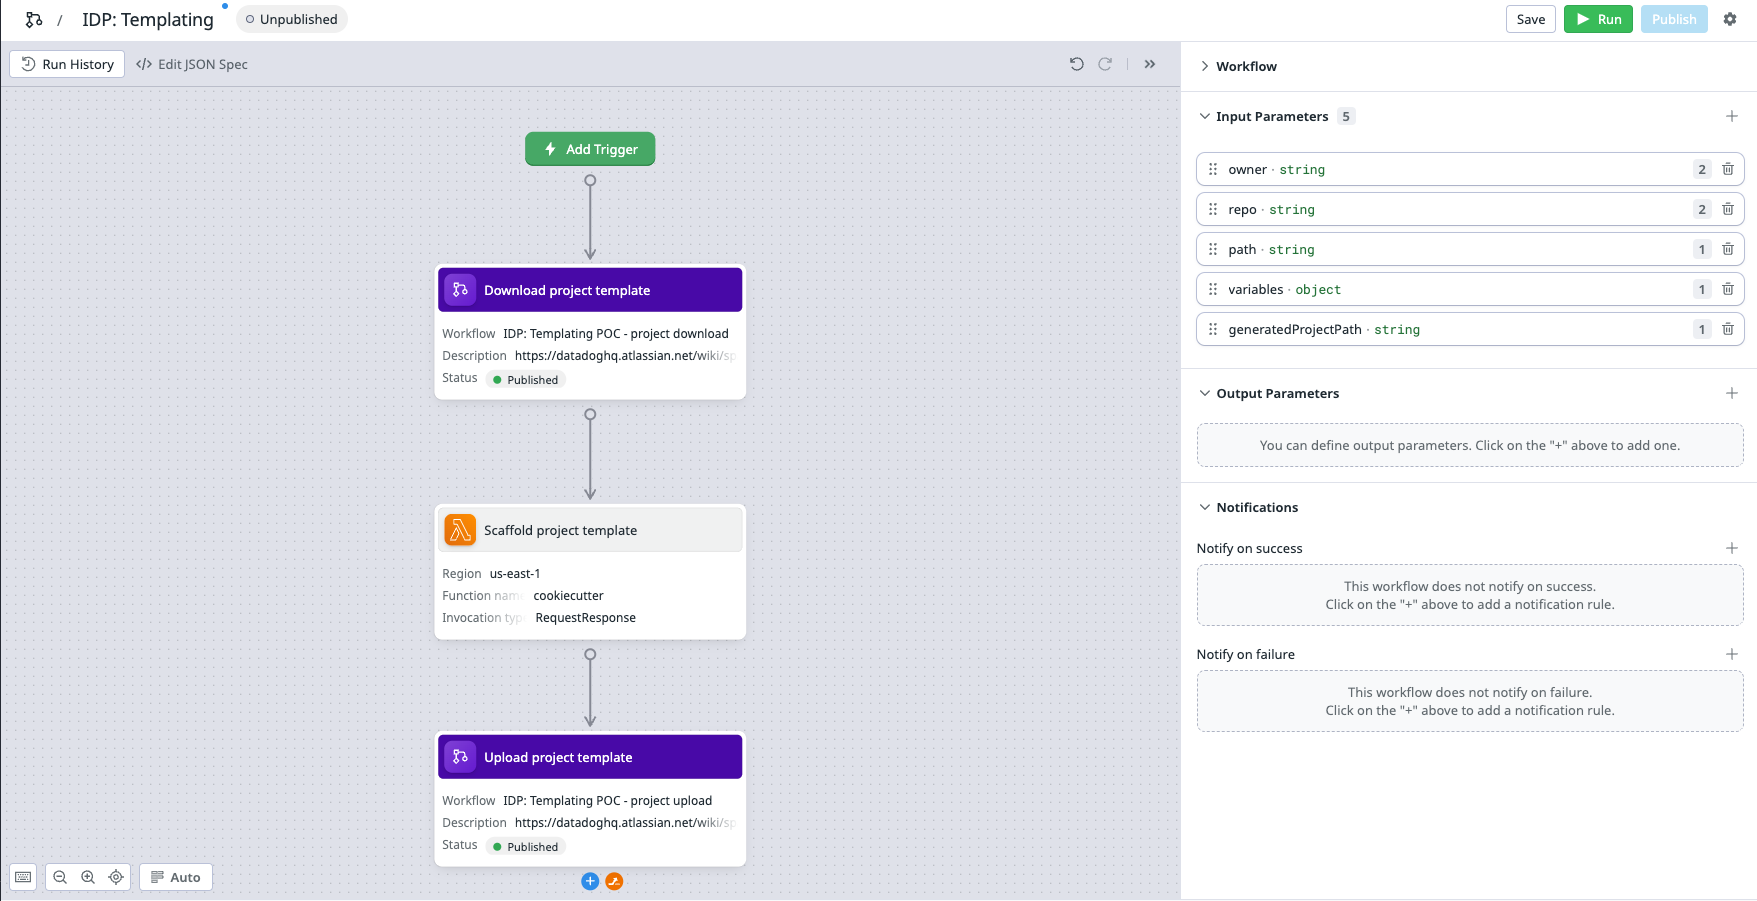 / IDP: Templating Unpublished Save Run Publish
Run History </> Edit JSON Spec
Add Trigger
Download project template
Workflow IDP: Templating POC - project download
Description https://datadoghq.atlassian.net/wiki/sp
Status Published
Scaffold project template
Region us-east-1
Function name cookiecutter
Invocation type RequestResponse
Upload project template
Workflow IDP: Templating POC - project upload
Description https://datadoghq.atlassian.net/wiki/sp
Status Published
Auto
Workflow
Input Parameters 5
owner · string 2
repo · string 2
path · string 1
variables · object 1
generatedProjectPath · string 1
Output Parameters
You can define output parameters. Click on the "+" above to add one.
Notifications
Notify on success
This workflow does not notify on success.
Click on the "+" above to add a notification rule.
Notify on failure
This workflow does not notify on failure.
Click on the "+" above to add a notification rule.